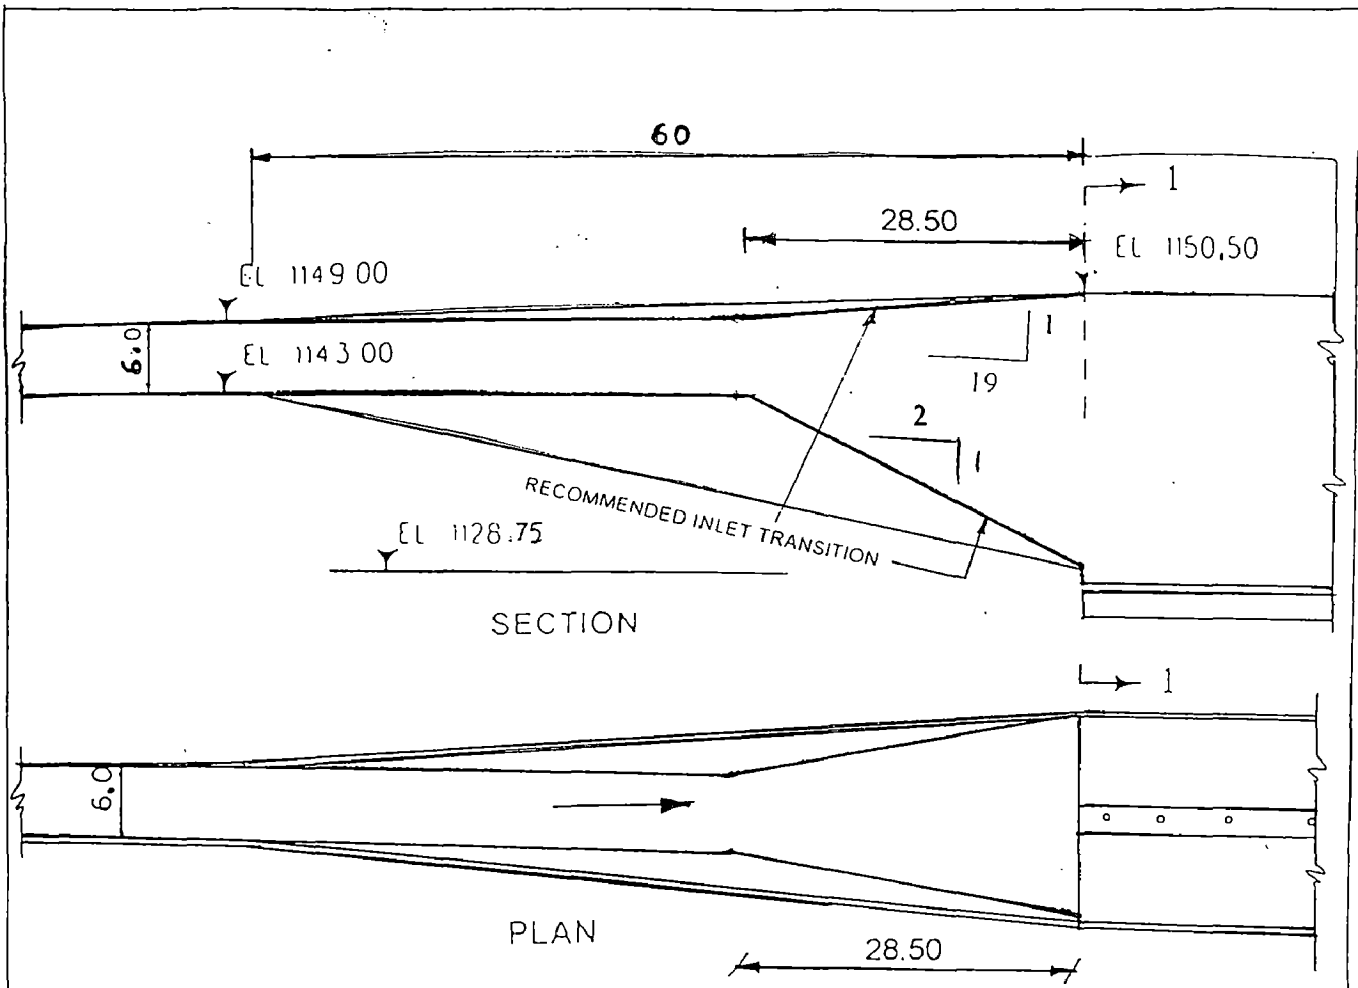 60
1
28.50
EL 1150.50
EL 1149 00
6.0
1
EL 1143 00
19
2
1
RECOMMENDED INLET TRANSITION
EL 1128.75
SECTION
1
6.0
PLAN
28.50